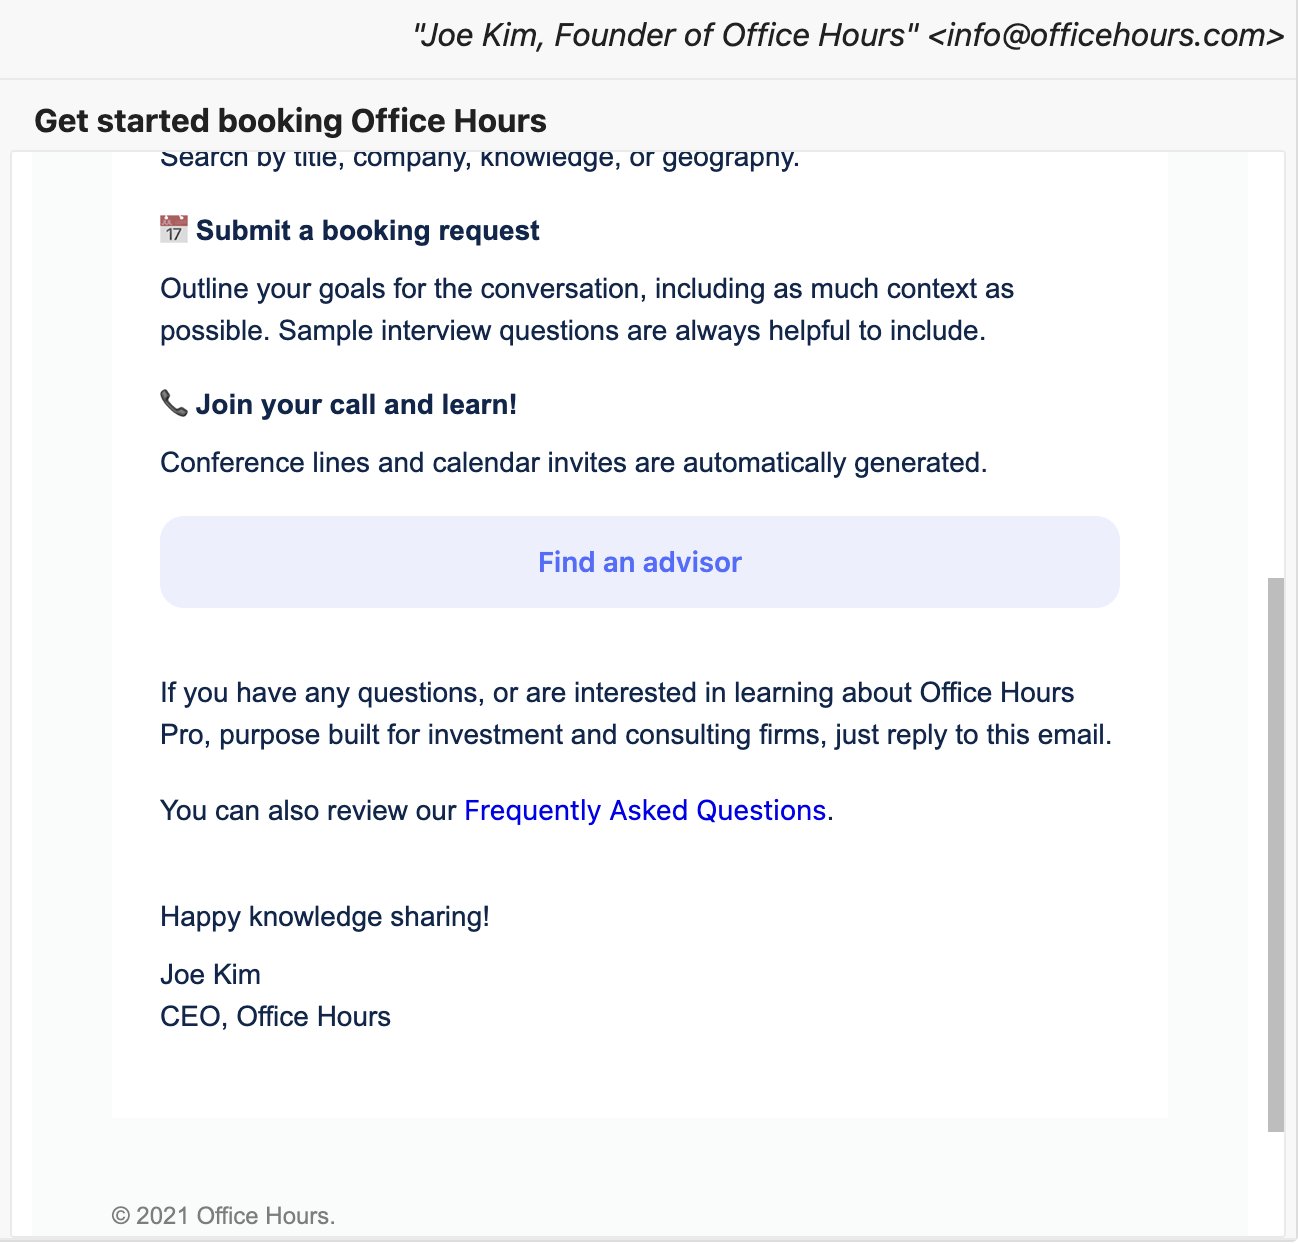 "Joe Kim, Founder of Office Hours" <info@officehours.com>
Get started booking Office Hours
Search by title, company, knowledge, or geography.
17 Submit a booking request
Outline your goals for the conversation, including as much context as
possible. Sample interview questions are always helpful to include.
Join your call and learn!
Conference lines and calendar invites are automatically generated.
Find an advisor
If you have any questions, or are interested in learning about Office Hours
Pro, purpose built for investment and consulting firms, just reply to this email.
You can also review our Frequently Asked Questions.
Happy knowledge sharing!
Joe Kim
CEO, Office Hours
© 2021 Office Hours.